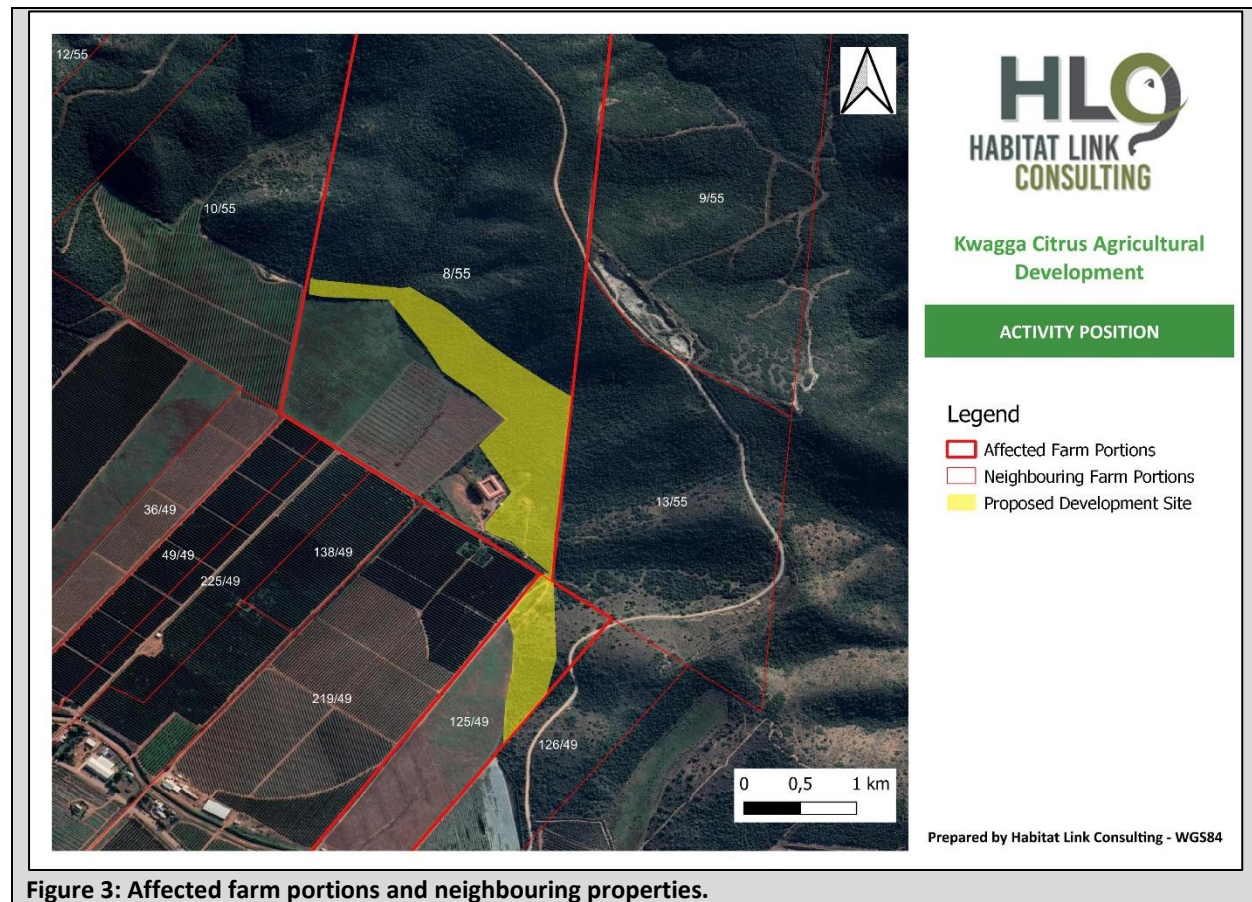 12/55
10/55
8/55
9/55
13/55
36/49
49/49
225/49
138/49
219/49
125/49
126/49
0 0,5 1 km
HLC
HABITAT LINK
CONSULTING
Kwagga Citrus Agricultural
Development
ACTIVITY POSITION
Legend
Affected Farm Portions
Neighbouring Farm Portions
Proposed Development Site
Prepared by Habitat Link Consulting - WGS84
Figure 3: Affected farm portions and neighbouring properties.